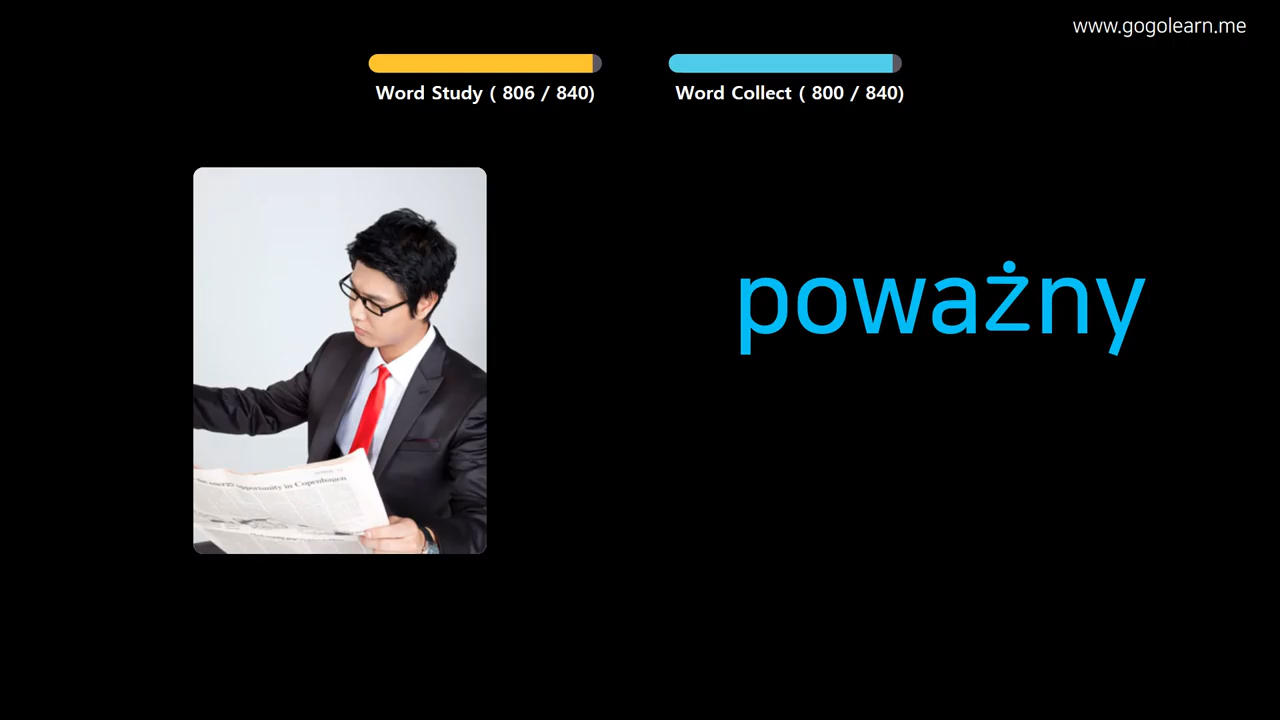 www.gogolearn.me
Word Study ( 806 / 840)
Word Collect ( 800 / 840)
poważny
opportunity in Copenhagen